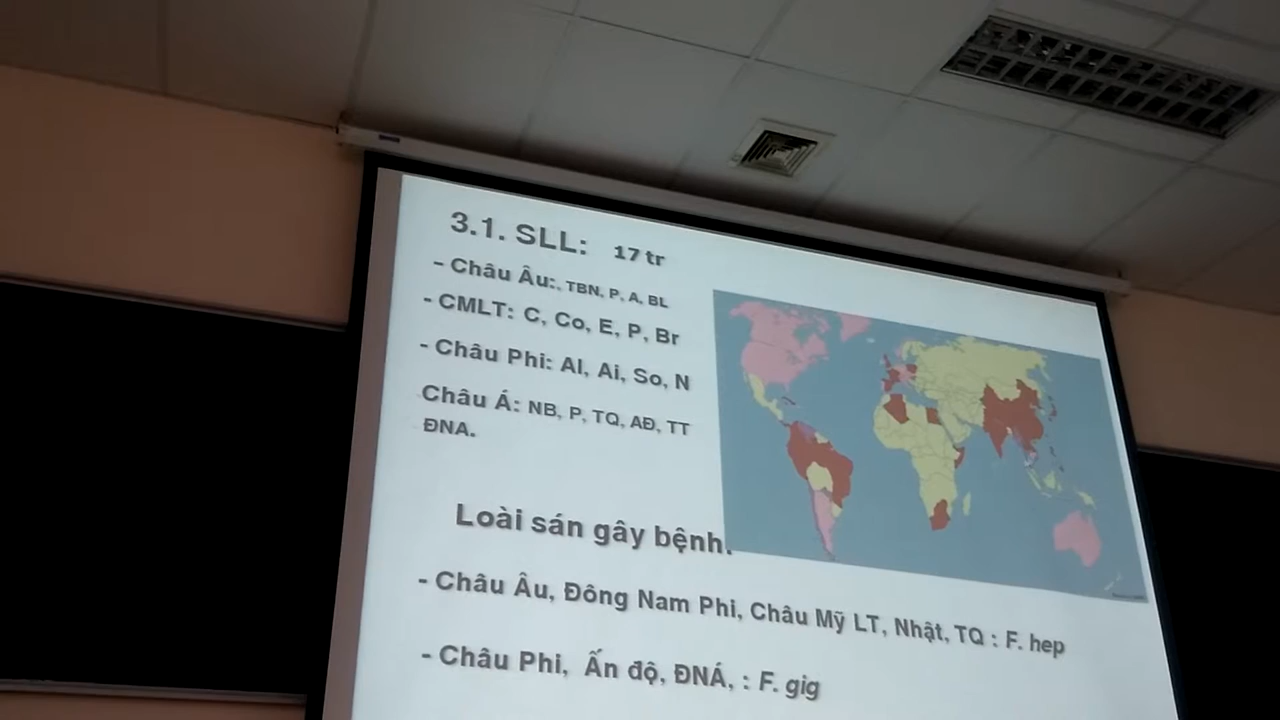 3.1. SLL: 17 tr
- Châu Âu:, TBN, P, A, BL
- CMLT: C, Co, E, P, Br
- Châu Phi: Al, Ai, So, N
Châu Á: NB, P, TQ, AĐ, TT
ĐNA.
Loài sán gây bệnh.
- Châu Âu, Đông Nam Phi, Châu Mỹ LT, Nhật, TQ : F. hep
- Châu Phi, Ấn độ, ĐNÁ, : F. gig